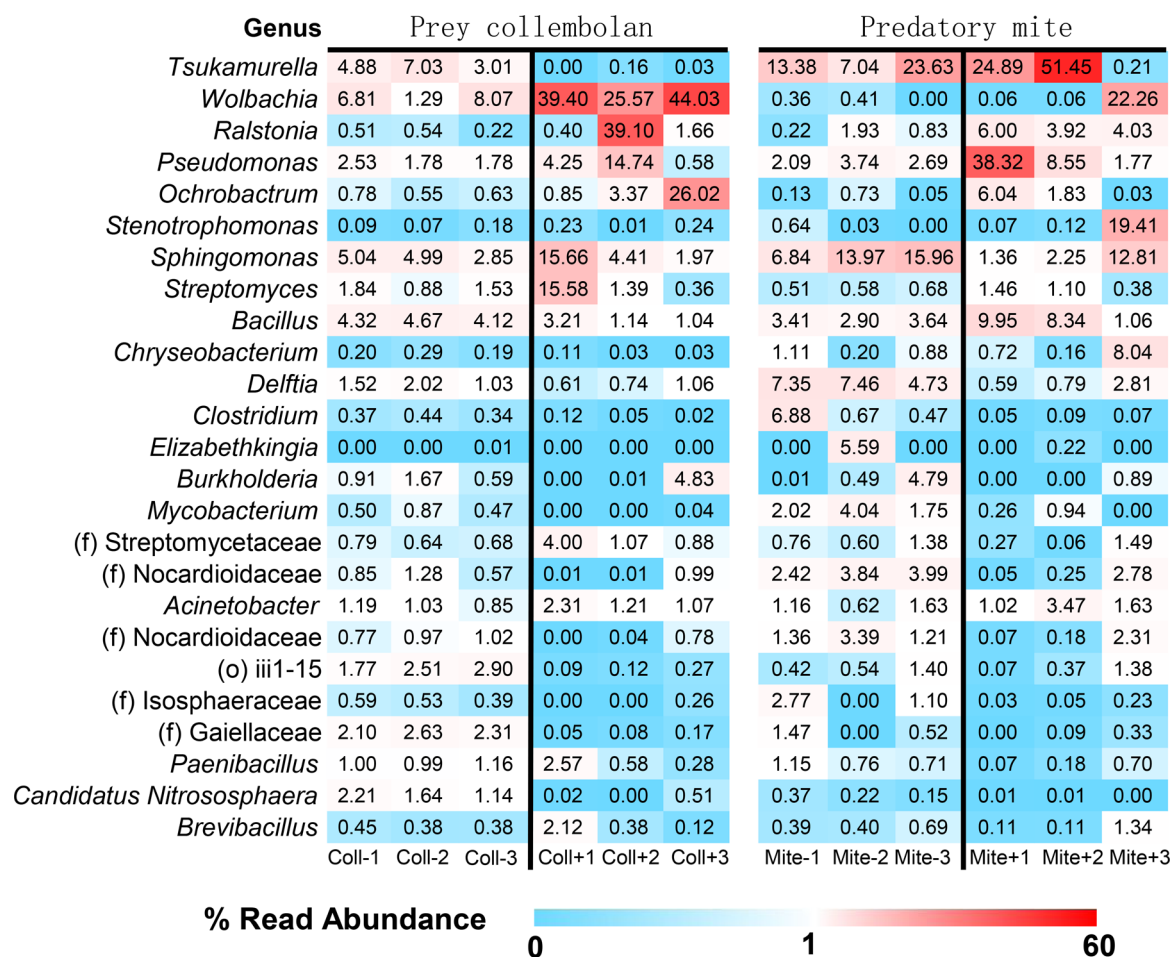 Genus Prey collembolan Predatory mite
Tsukamurella 4.88 7.03 3.01 0.00 0.16 0.03 13.38 7.04 23.63 24.89 51.45 0.21
Wolbachia 6.81 1.29 8.07 39.40 25.57 44.03 0.36 0.41 0.00 0.06 0.06 22.26
Ralstonia 0.51 0.54 0.22 0.40 39.10 1.66 0.22 1.93 0.83 6.00 3.92 4.03
Pseudomonas 2.53 1.78 1.78 4.25 14.74 0.58 2.09 3.74 2.69 38.32 8.55 1.77
Ochrobactrum 0.78 0.55 0.63 0.85 3.37 26.02 0.13 0.73 0.05 6.04 1.83 0.03
Stenotrophomonas 0.09 0.07 0.18 0.23 0.01 0.24 0.64 0.03 0.00 0.07 0.12 19.41
Sphingomonas 5.04 4.99 2.85 15.66 4.41 1.97 6.84 13.97 15.96 1.36 2.25 12.81
Streptomyces 1.84 0.88 1.53 15.58 1.39 0.36 0.51 0.58 0.68 1.46 1.10 0.38
Bacillus 4.32 4.67 4.12 3.21 1.14 1.04 3.41 2.90 3.64 9.95 8.34 1.06
Chryseobacterium 0.20 0.29 0.19 0.11 0.03 0.03 1.11 0.20 0.88 0.72 0.16 8.04
Delftia 1.52 2.02 1.03 0.61 0.74 1.06 7.35 7.46 4.73 0.59 0.79 2.81
Clostridium 0.37 0.44 0.34 0.12 0.05 0.02 6.88 0.67 0.47 0.05 0.09 0.07
Elizabethkingia 0.00 0.00 0.01 0.00 0.00 0.00 0.00 5.59 0.00 0.00 0.22 0.00
Burkholderia 0.91 1.67 0.59 0.00 0.01 4.83 0.01 0.49 4.79 0.00 0.00 0.89
Mycobacterium 0.50 0.87 0.47 0.00 0.00 0.04 2.02 4.04 1.75 0.26 0.94 0.00
(f) Streptomycetaceae 0.79 0.64 0.68 4.00 1.07 0.88 0.76 0.60 1.38 0.27 0.06 1.49
(f) Nocardioidaceae 0.85 1.28 0.57 0.01 0.01 0.99 2.42 3.84 3.99 0.05 0.25 2.78
Acinetobacter 1.19 1.03 0.85 2.31 1.21 1.07 1.16 0.62 1.63 1.02 3.47 1.63
(f) Nocardioidaceae 0.77 0.97 1.02 0.00 0.04 0.78 1.36 3.39 1.21 0.07 0.18 2.31
(o) iii1-15 1.77 2.51 2.90 0.09 0.12 0.27 0.42 0.54 1.40 0.07 0.37 1.38
(f) Isosphaeraceae 0.59 0.53 0.39 0.00 0.00 0.26 2.77 0.00 1.10 0.03 0.05 0.23
(f) Gaiellaceae 2.10 2.63 2.31 0.05 0.08 0.17 1.47 0.00 0.52 0.00 0.09 0.33
Paenibacillus 1.00 0.99 1.16 2.57 0.58 0.28 1.15 0.76 0.71 0.07 0.18 0.70
Candidatus Nitrososphaera 2.21 1.64 1.14 0.02 0.00 0.51 0.37 0.22 0.15 0.01 0.01 0.00
Brevibacillus 0.45 0.38 0.38 2.12 0.38 0.12 0.39 0.40 0.69 0.11 0.11 1.34
Coll-1 Coll-2 Coll-3 Coll+1 Coll+2 Coll+3 Mite-1 Mite-2 Mite-3 Mite+1 Mite+2 Mite+3
% Read Abundance
0 1 60